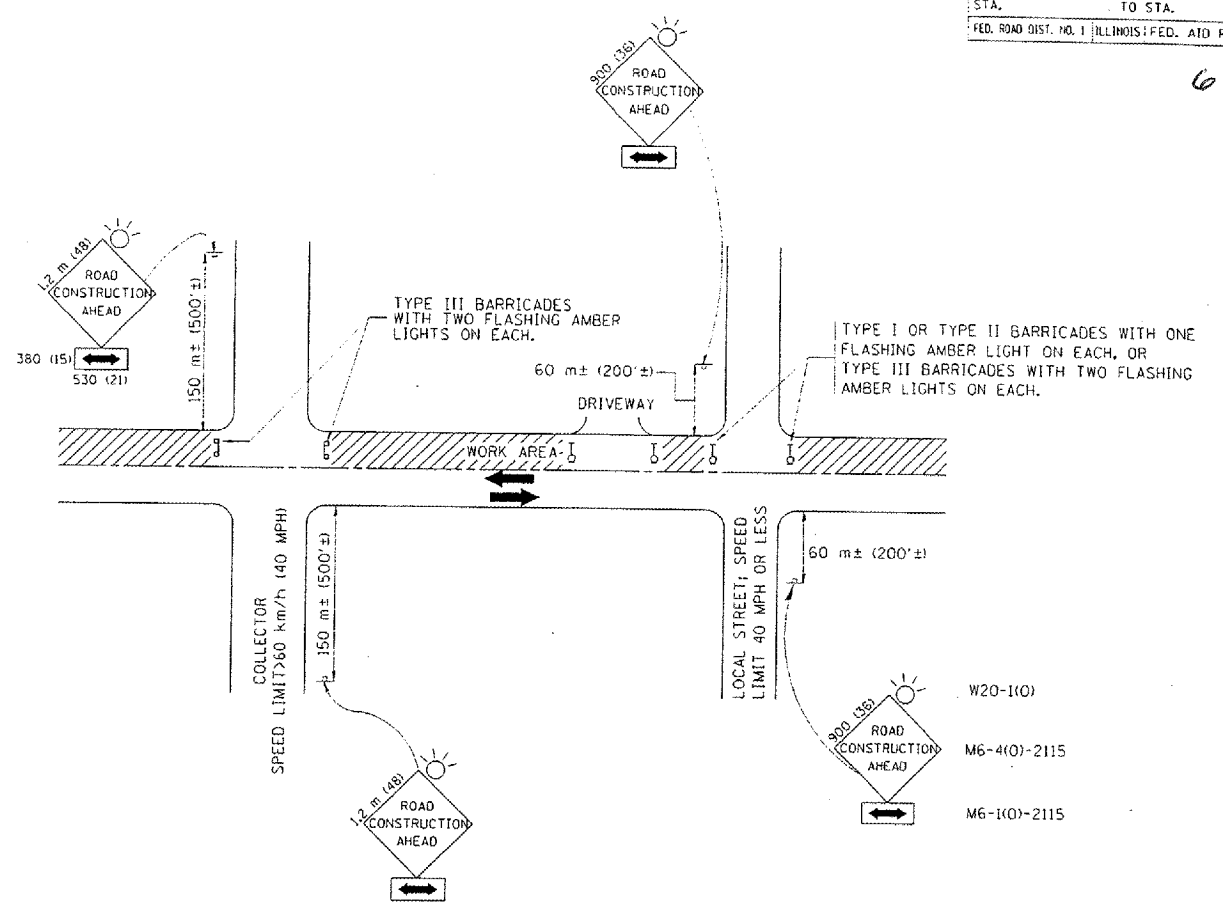 STA. TO STA.
FED. ROAD DIST. NO. 1 ILLINOIS FED. AID
6
900 (36)
ROAD
CONSTRUCTION
AHEAD
1.2 m (48)
ROAD
CONSTRUCTION
AHEAD
380 (15)
530 (21)
150 m± (500'±)
TYPE III BARRICADES
WITH TWO FLASHING AMBER
LIGHTS ON EACH.
60 m± (200'±)
DRIVEWAY
TYPE I OR TYPE II BARRICADES WITH ONE
FLASHING AMBER LIGHT ON EACH, OR
TYPE III BARRICADES WITH TWO FLASHING
AMBER LIGHTS ON EACH.
WORK AREA
COLLECTOR
SPEED LIMIT>60 km/h (40 MPH)
150 m± (500'±)
LOCAL STREET; SPEED
LIMIT 40 MPH OR LESS
60 m± (200'±)
1.2 m (48)
ROAD
CONSTRUCTION
AHEAD
900 (36)
ROAD
CONSTRUCTION
AHEAD
W20-1(O)
M6-4(O)-2115
M6-1(O)-2115